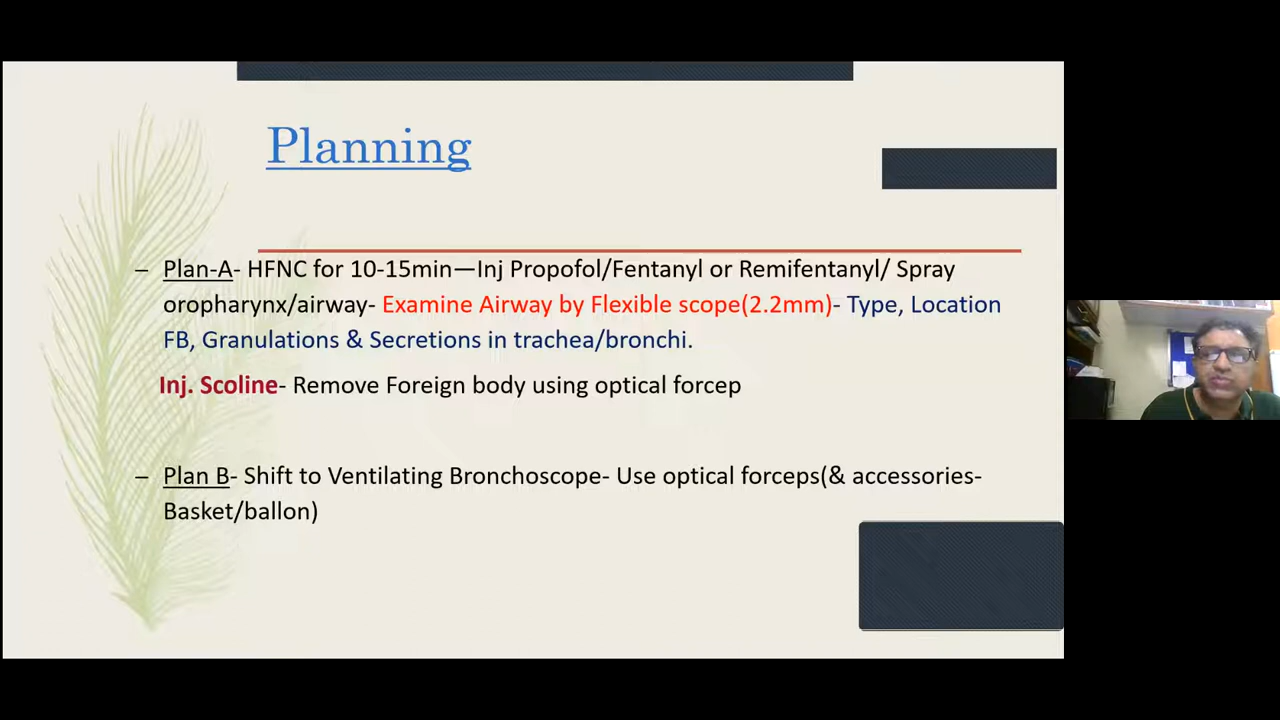 Planning
– Plan-A- HFNC for 10-15min—Inj Propofol/Fentanyl or Remifentanyl/ Spray
oropharynx/airway- Examine Airway by Flexible scope(2.2mm)- Type, Location
FB, Granulations & Secretions in trachea/bronchi.
Inj. Scoline- Remove Foreign body using optical forcep
– Plan B- Shift to Ventilating Bronchoscope- Use optical forceps(& accessories-
Basket/ballon)